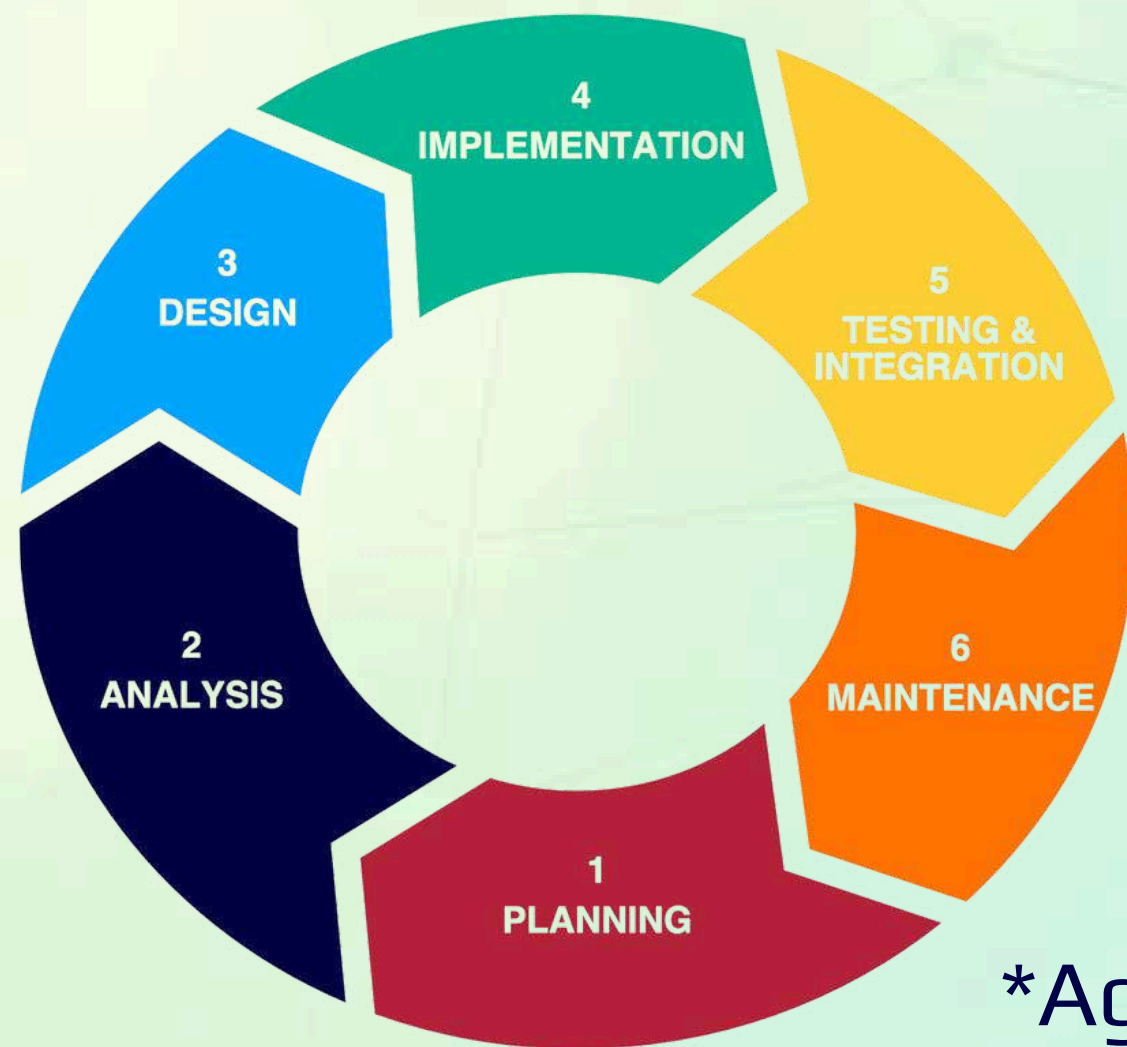 4
IMPLEMENTATION
3
DESIGN
5
TESTING &
INTEGRATION
2
ANALYSIS
6
MAINTENANCE
1
PLANNING